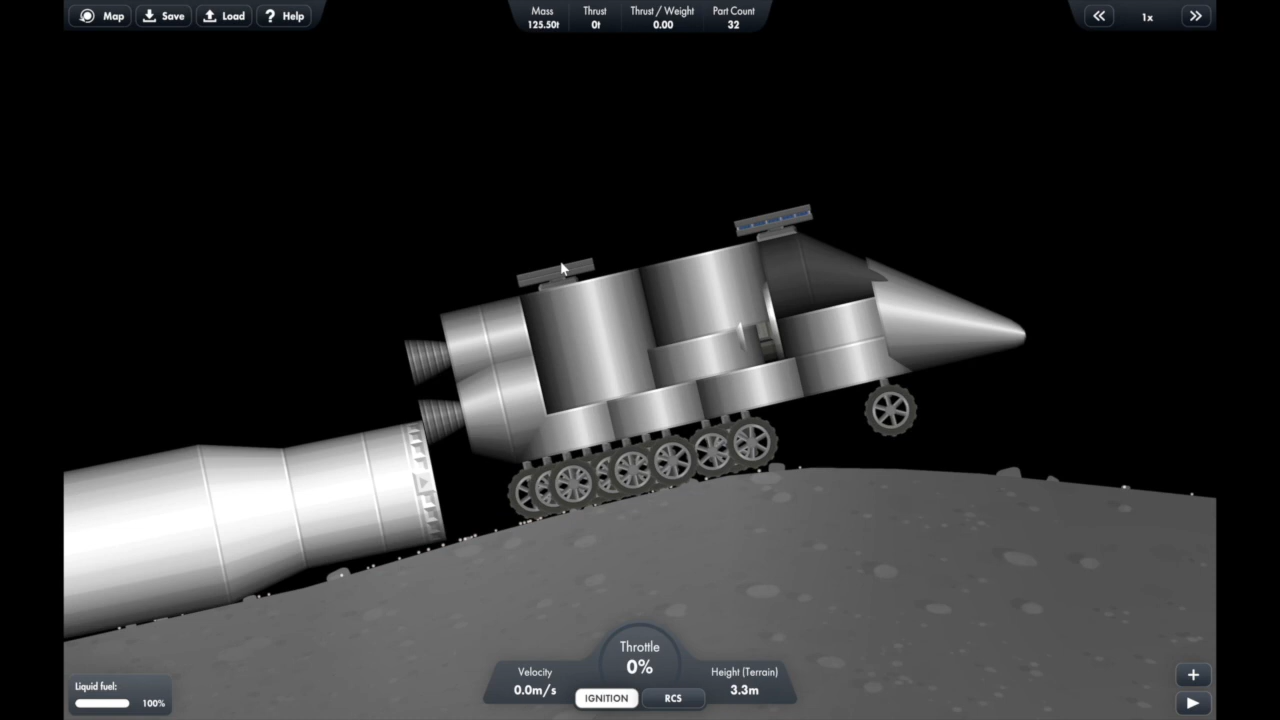 Map
Save
Load
? Help
Mass
125.50t
Thrust
0t
Thrust / Weight
0.00
Part Count
32
1x
Throttle
0%
Velocity
0.0m/s
Height (Terrain)
3.3m
IGNITION
RCS
Liquid fuel:
100%